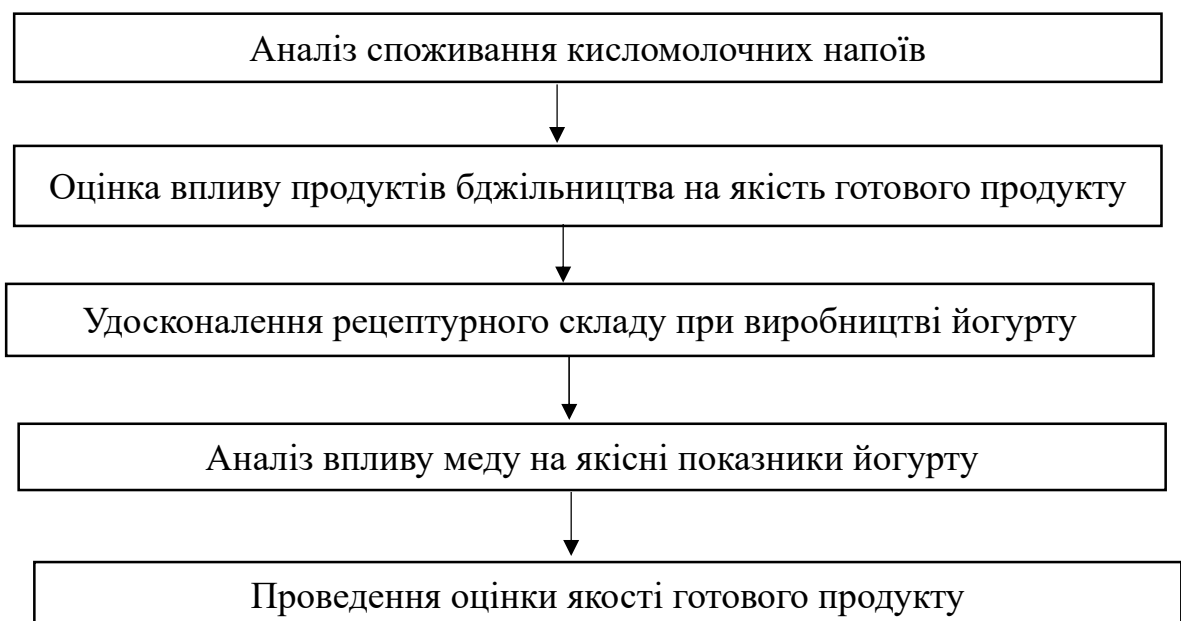 Аналіз споживання кисломолочних напоїв
Оцінка впливу продуктів бджільництва на якість готового продукту
Удосконалення рецептурного складу при виробництві йогурту
Аналіз впливу меду на якісні показники йогурту
Проведення оцінки якості готового продукту